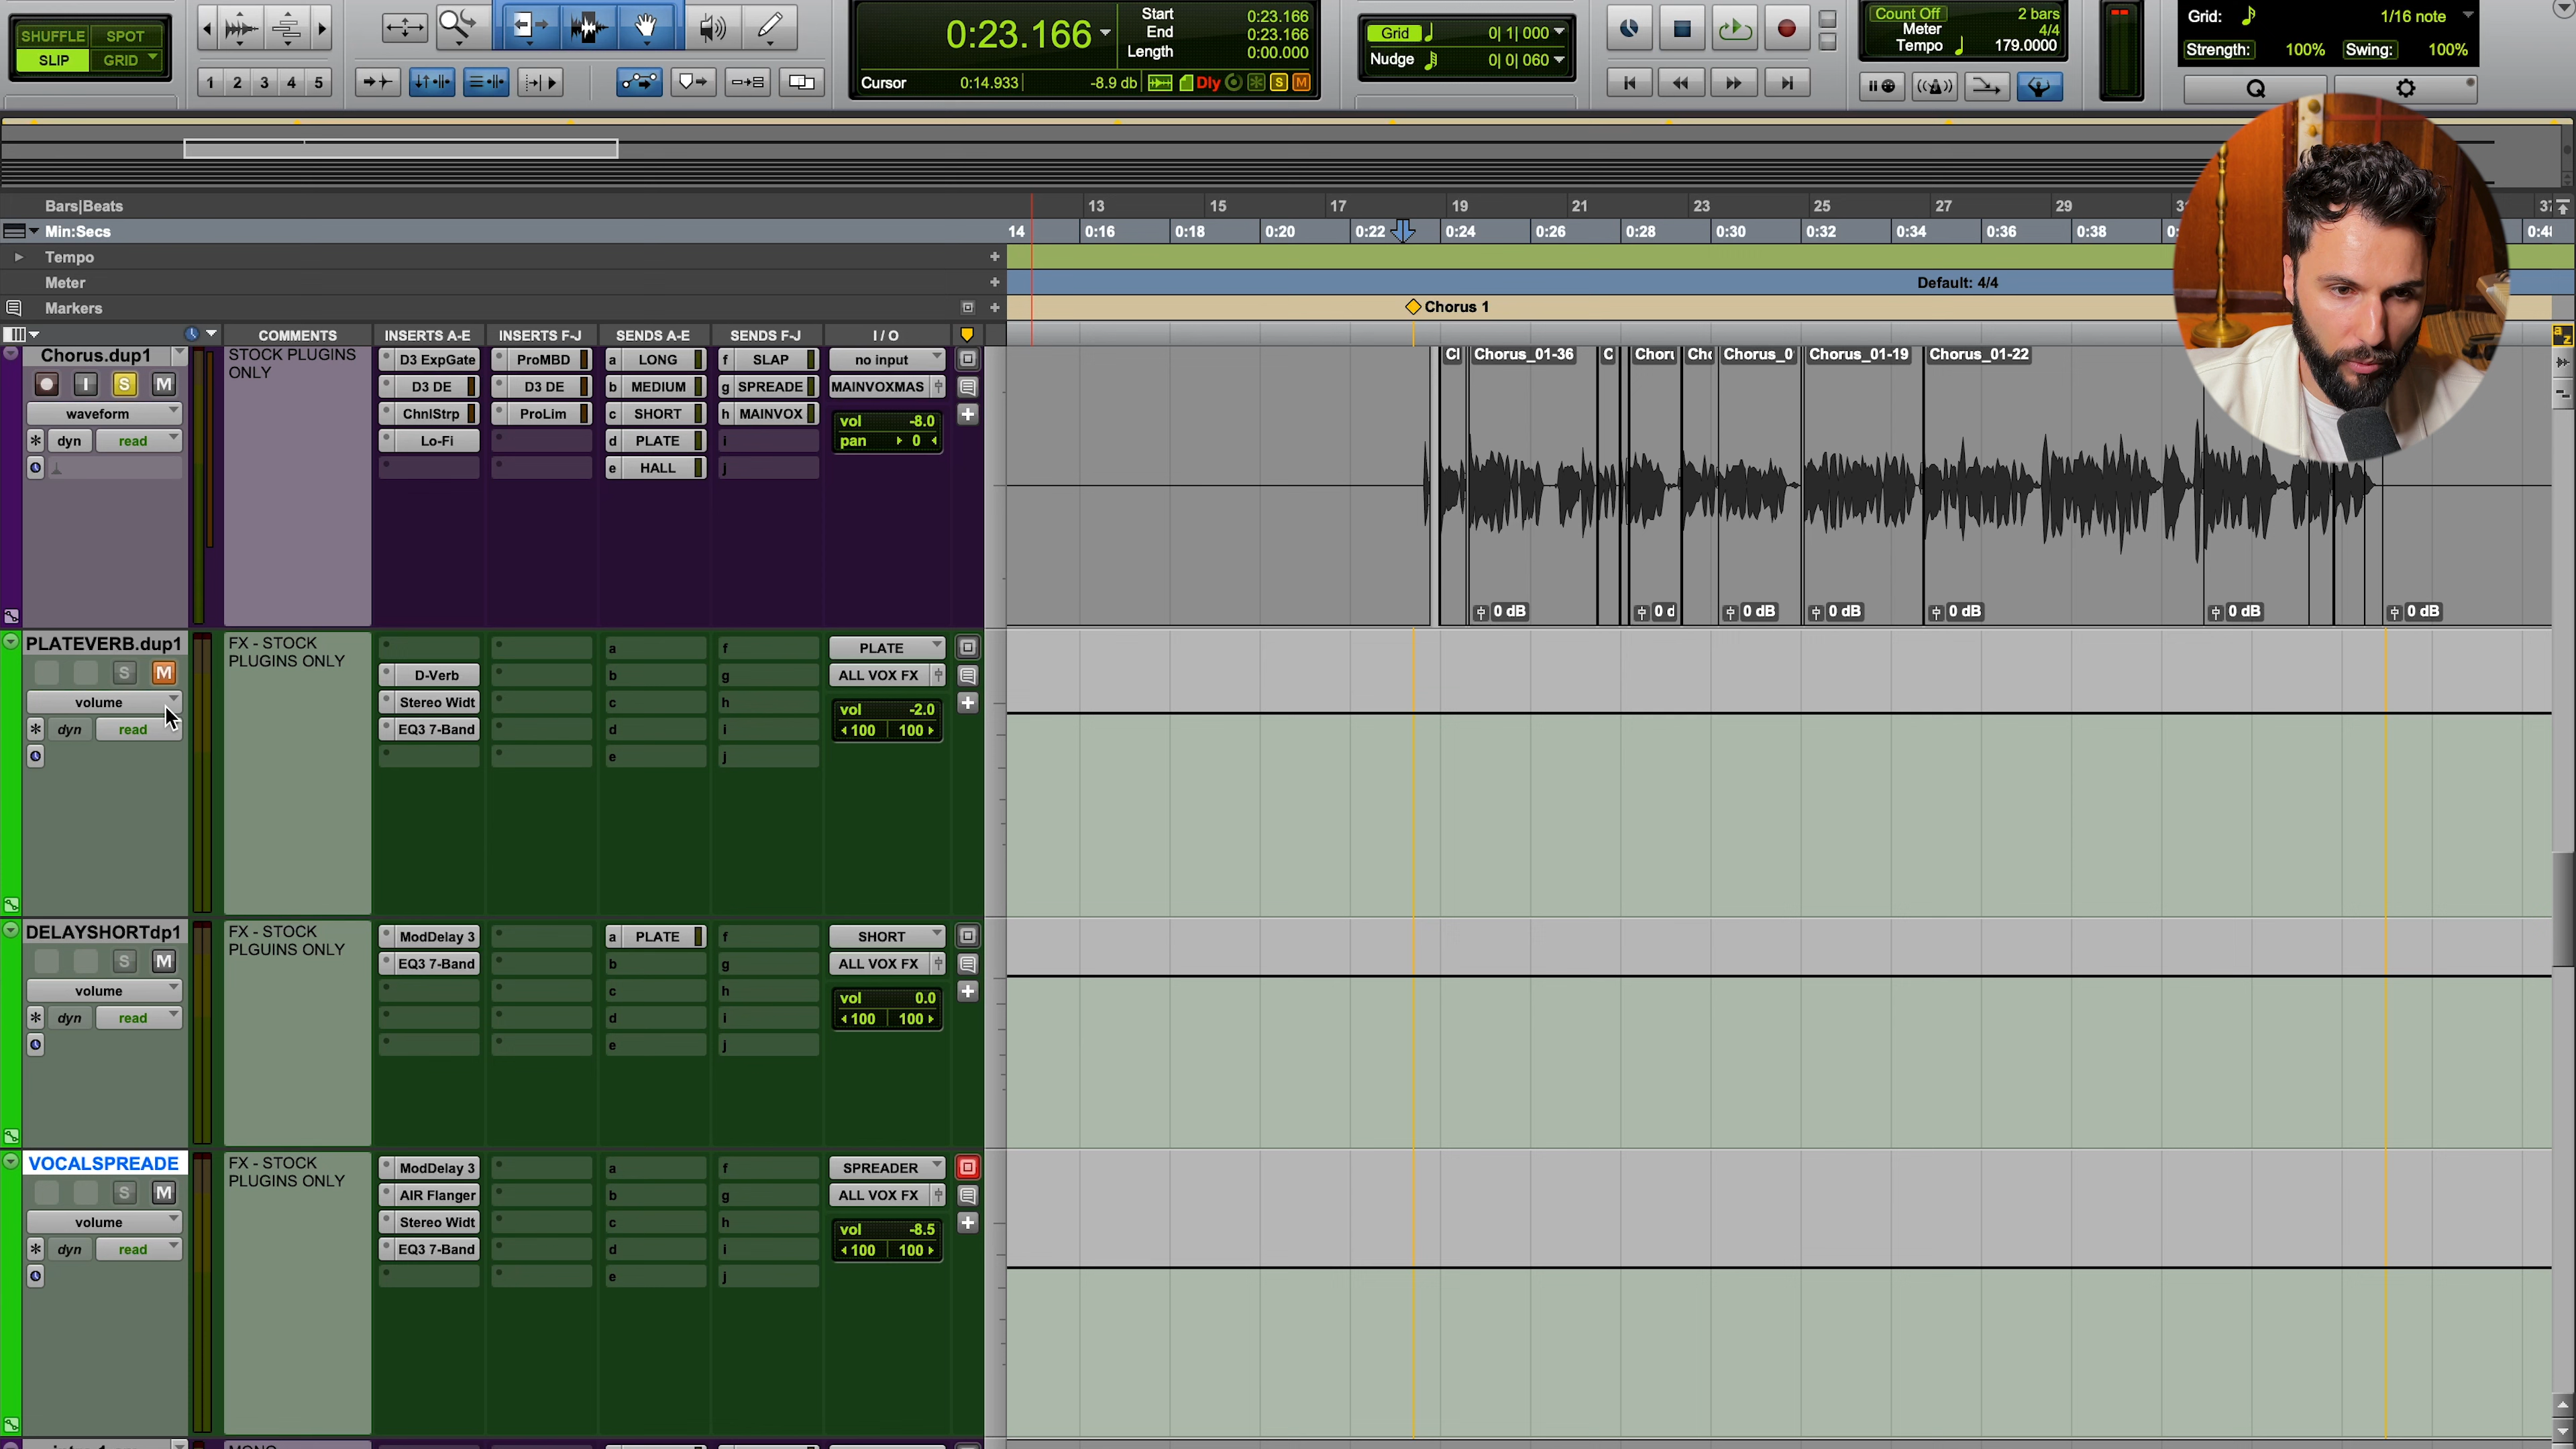 SHUFFLE SPOT
SLIP GRID
1 2 3 4 5
0:23.166
Start 0:23.166
End 0:23.166
Length 0:00.000
Cursor 0:14.933 -8.9 db Dly S M
Grid 0| 1| 000
Nudge 0| 0| 060
Count Off 2 bars
Meter 4/4
Tempo 179.0000
Grid: 1/16 note
Strength: 100% Swing: 100%
Q
Bars|Beats 13 15 17 19 21 23 25 27 29
Min:Secs 14 0:16 0:18 0:20 0:22 0:24 0:26 0:28 0:30 0:32 0:34 0:36 0:38
Tempo
Meter Default: 4/4
Markers Chorus 1
COMMENTS INSERTS A-E INSERTS F-J SENDS A-E SENDS F-J I / O
a z
Chorus.dup1 STOCK PLUGINS ONLY D3 ExpGate ProMBD a LONG f SLAP no input
I S M D3 DE D3 DE b MEDIUM g SPREADE MAINVOXMAS
waveform ChnlStrp ProLim c SHORT h MAINVOX vol -8.0
dyn read Lo-Fi d PLATE i pan 0
e HALL j
Chorus_01-36 C Chorus_0 Chorus_01-19 Chorus_01-22
0 dB 0 dB 0 dB 0 dB 0 dB 0 dB
PLATEVERB.dup1 FX - STOCK PLUGINS ONLY a f PLATE
S M D-Verb b g ALL VOX FX
volume Stereo Widt c h vol -2.0
dyn read EQ3 7-Band d i 100 100
e j
DELAYSHORTdp1 FX - STOCK PLGUINS ONLY ModDelay 3 a PLATE f SHORT
S M EQ3 7-Band b g ALL VOX FX
volume c h vol 0.0
dyn read d i 100 100
e j
VOCALSPREADE FX - STOCK PLUGINS ONLY ModDelay 3 a f SPREADER
S M AIR Flanger b g ALL VOX FX
volume Stereo Widt c h vol -8.5
dyn read EQ3 7-Band d i 100 100
e j